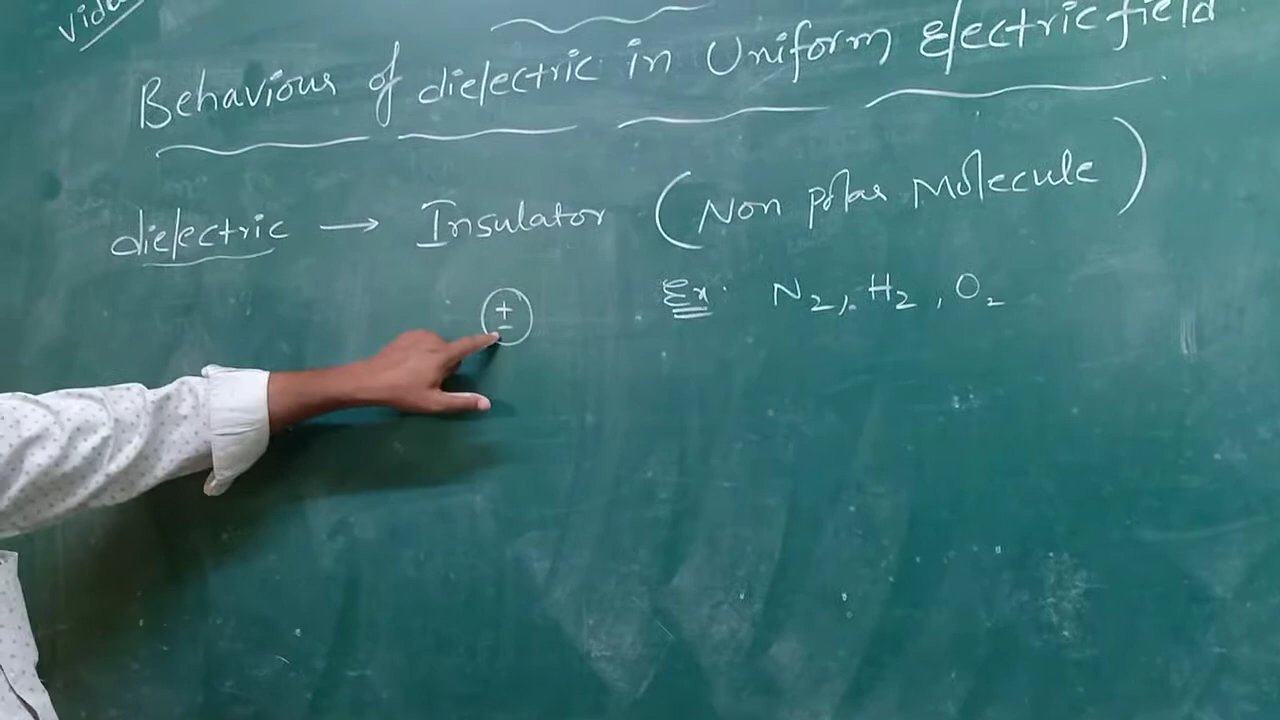 Behaviour of dielectric in Uniform Electric field
dielectric → Insulator (Non polar Molecule)
Ex: N₂, H₂, O₂
+
−